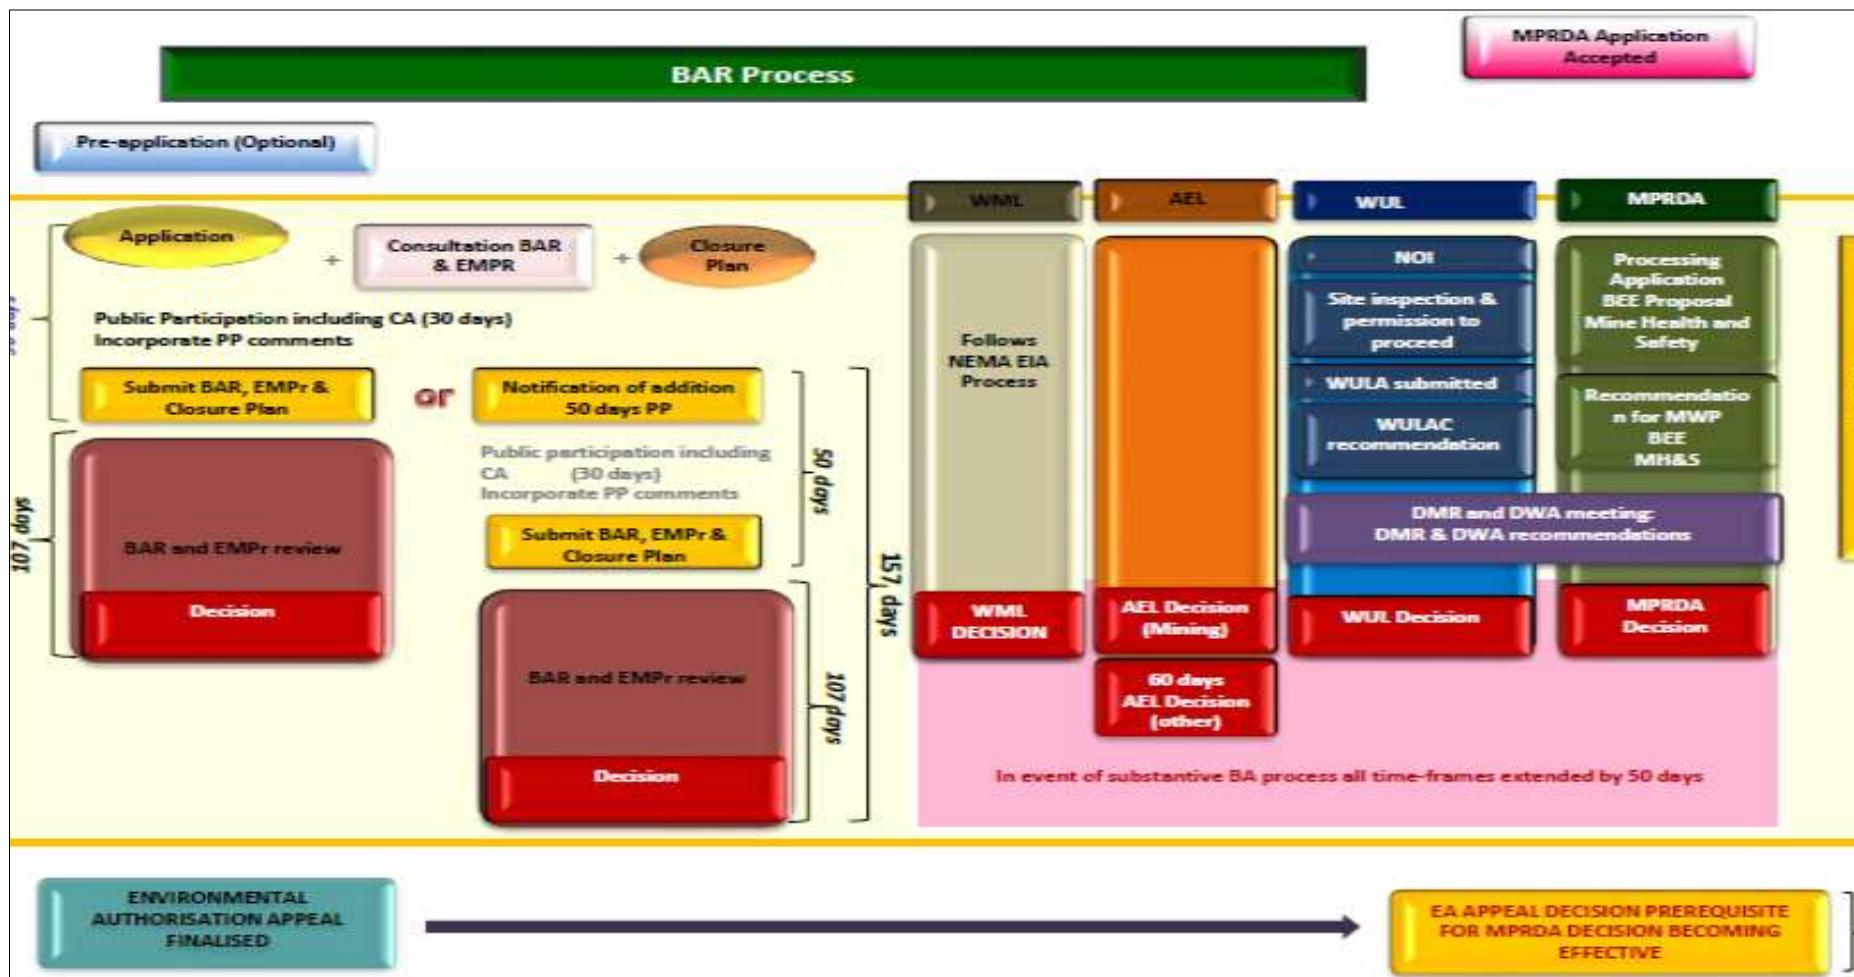 MPRDA Application
Accepted
BAR Process
Pre-application (Optional)
WML
AEL
WUL
MPRDA
Application
+
Consultation BAR
& EMPR
+
Closure
Plan
Public Participation including CA (30 days)
Incorporate PP comments
Submit BAR, EMPr &
Closure Plan
or
Notification of addition
50 days PP
Public participation including
CA (30 days)
Incorporate PP comments
Submit BAR, EMPr &
Closure Plan
50 days
107 days
BAR and EMPr review
Decision
BAR and EMPr review
Decision
107 days
157, days
Follows
NEMA EIA
Process
WML
DECISION
AEL Decision
(Mining)
60 days
AEL Decision
(other)
NOI
Site inspection &
permission to
proceed
WULA submitted
WULAC
recommendation
WUL Decision
Processing
Application
BEE Proposal
Mine Health and
Safety
Recommendatio
n for MWP
BEE
MH&S
DMR and DWA meeting:
DMR & DWA recommendations
MPRDA
Decision
In event of substantive BA process all time-frames extended by 50 days
ENVIRONMENTAL
AUTHORISATION APPEAL
FINALISED
EA APPEAL DECISION PREREQUISITE
FOR MPRDA DECISION BECOMING
EFFECTIVE